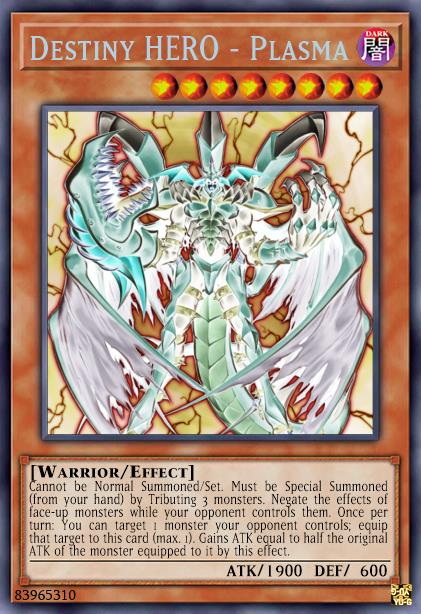 DESTINY HERO - PLASMA
DARK
闇
[WARRIOR/EFFECT]
Cannot be Normal Summoned/Set. Must be Special Summoned
(from your hand) by Tributing 3 monsters. Negate the effects of
face-up monsters while your opponent controls them. Once per
turn: You can target 1 monster your opponent controls; equip
that target to this card (max. 1). Gains ATK equal to half the original
ATK of the monster equipped to it by this effect.
ATK/1900 DEF/ 600
83965310